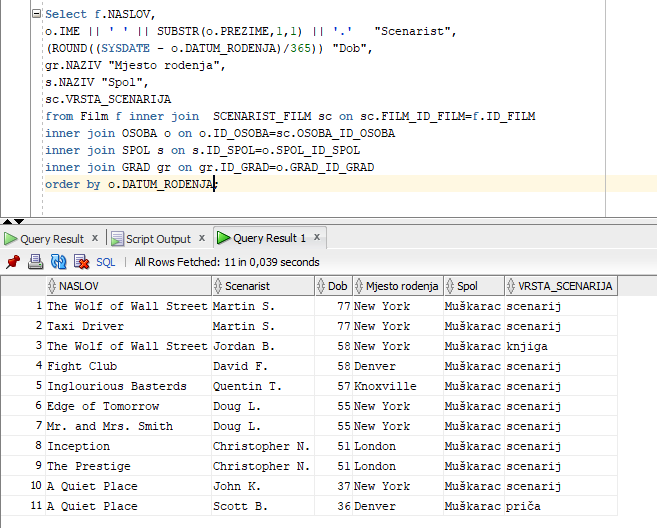 Select f.NASLOV,
o.IME || ' ' || SUBSTR(o.PREZIME,1,1) || '.'   "Scenarist",
(ROUND((SYSDATE - o.DATUM_RODENJA)/365)) "Dob",
gr.NAZIV "Mjesto rođenja",
s.NAZIV "Spol",
sc.VRSTA_SCENARIJA
from Film f inner join  SCENARIST_FILM sc on sc.FILM_ID_FILM=f.ID_FILM
inner join OSOBA o on o.ID_OSOBA=sc.OSOBA_ID_OSOBA
inner join SPOL s on s.ID_SPOL=o.SPOL_ID_SPOL
inner join GRAD gr on gr.ID_GRAD=o.GRAD_ID_GRAD
order by o.DATUM_RODENJA;
Query Result x Script Output x Query Result 1 x
SQL | All Rows Fetched: 11 in 0,039 seconds
NASLOV Scenarist Dob Mjesto rođenja Spol VRSTA_SCENARIJA
1 The Wolf of Wall Street Martin S. 77 New York Muškarac scenarij
2 Taxi Driver Martin S. 77 New York Muškarac scenarij
3 The Wolf of Wall Street Jordan B. 58 New York Muškarac knjiga
4 Fight Club David F. 58 Denver Muškarac scenarij
5 Inglourious Basterds Quentin T. 57 Knoxville Muškarac scenarij
6 Edge of Tomorrow Doug L. 55 New York Muškarac scenarij
7 Mr. and Mrs. Smith Doug L. 55 New York Muškarac scenarij
8 Inception Christopher N. 51 London Muškarac scenarij
9 The Prestige Christopher N. 51 London Muškarac scenarij
10 A Quiet Place John K. 37 New York Muškarac scenarij
11 A Quiet Place Scott B. 36 Denver Muškarac priča